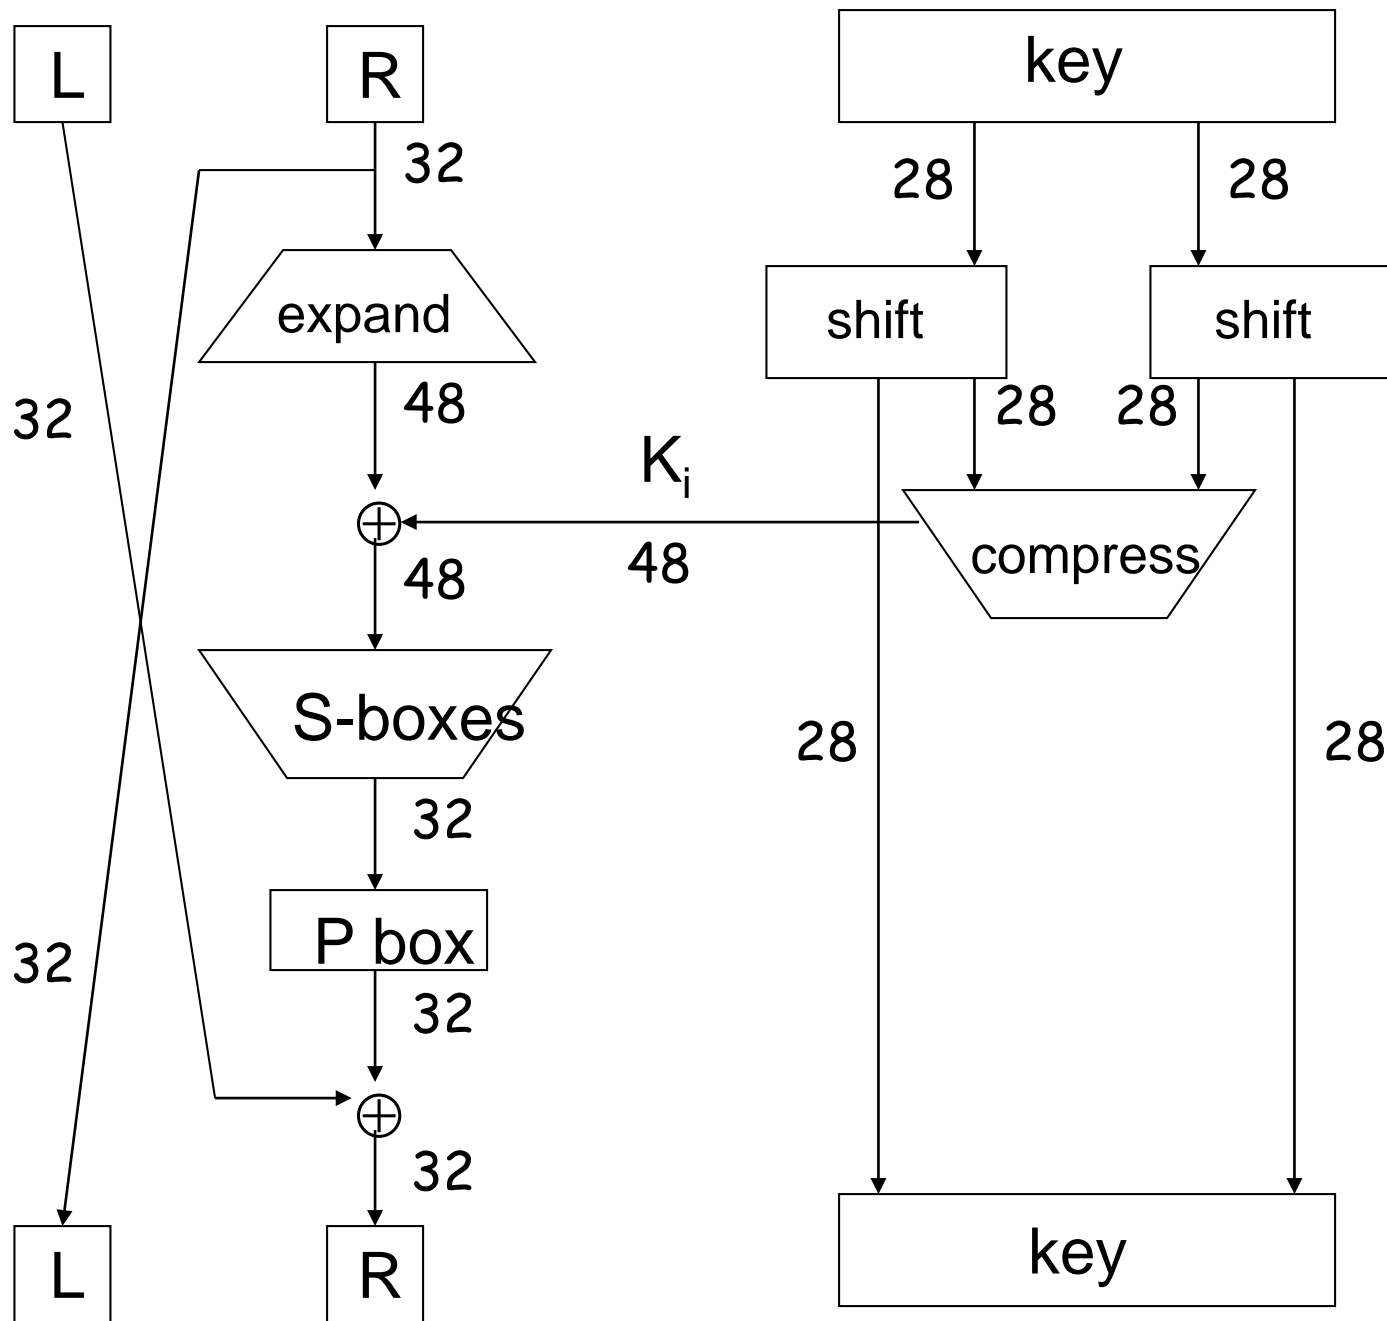 L R key
32 28 28
expand shift shift
32 48 28 28
K_i
48 48 compress
S-boxes
28 28
32
P box
32
32
32
L R key